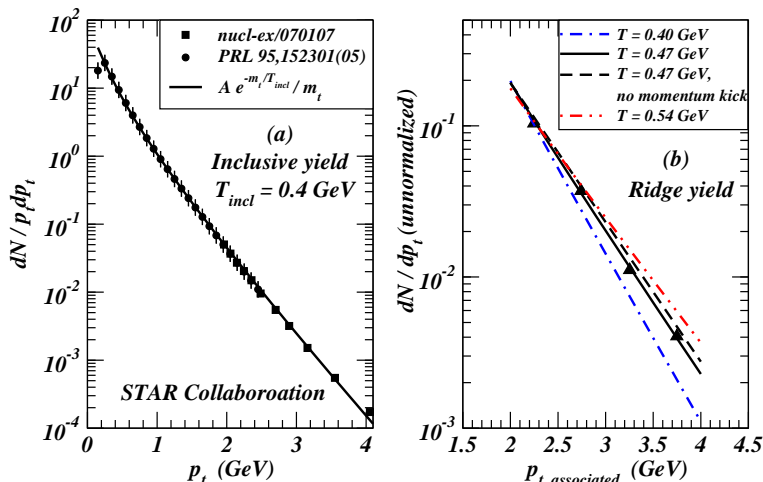 10^2
10^1
10^0
10^-1
10^-2
10^-3
10^-4
dN / p_t dp_t
nucl-ex/070107
PRL 95,152301(05)
A e^{-m_t/T_incl} / m_t
(a)
Inclusive yield
T_incl = 0.4 GeV
STAR Collaboroation
0 1 2 3 4
p_t (GeV)
10^-1
10^-2
10^-3
dN / dp_t (unnormalized)
T = 0.40 GeV
T = 0.47 GeV
T = 0.47 GeV,
no momentum kick
T = 0.54 GeV
(b)
Ridge yield
1.5 2 2.5 3 3.5 4 4.5
p_t, associated (GeV)